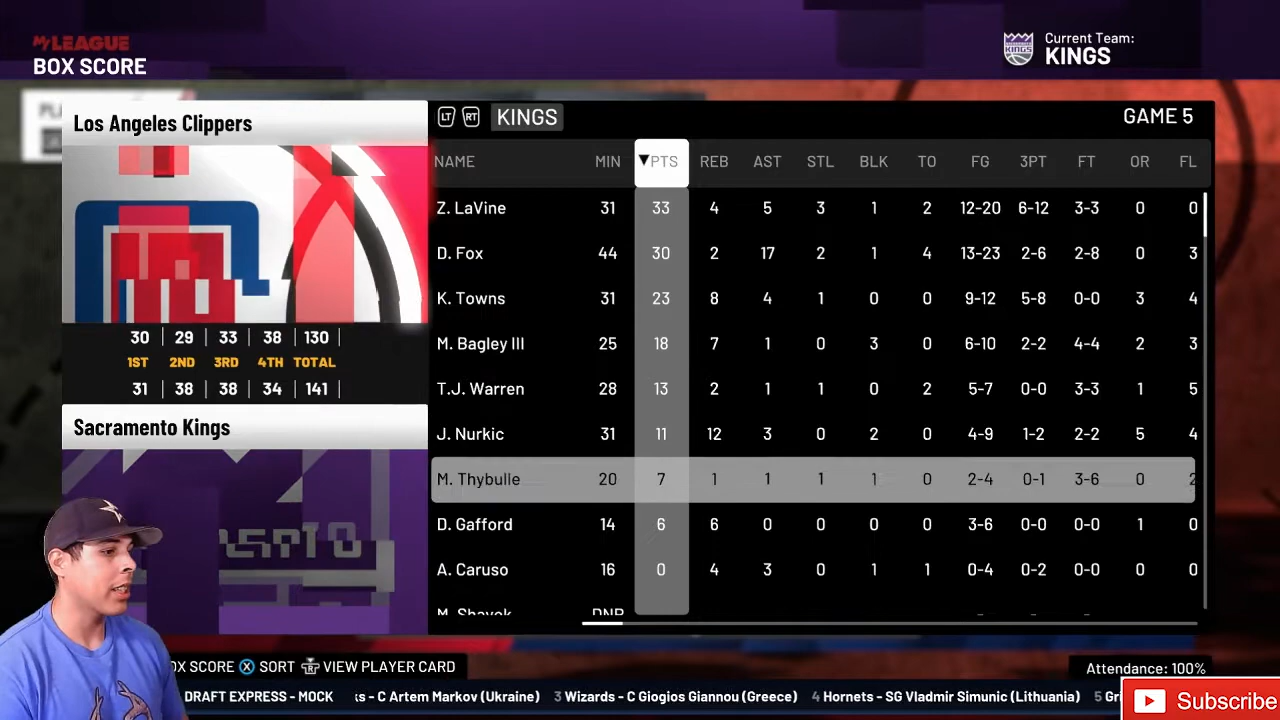 MyLEAGUE
BOX SCORE
Current Team:
KINGS
Los Angeles Clippers
30 29 33 38 130
1ST 2ND 3RD 4TH TOTAL
31 38 38 34 141
Sacramento Kings
LT RT KINGS GAME 5
NAME MIN PTS REB AST STL BLK TO FG 3PT FT OR FL
Z. LaVine 31 33 4 5 3 1 2 12-20 6-12 3-3 0 0
D. Fox 44 30 2 17 2 1 4 13-23 2-6 2-8 0 3
K. Towns 31 23 8 4 1 0 0 9-12 5-8 0-0 3 4
M. Bagley III 25 18 7 1 0 3 0 6-10 2-2 4-4 2 3
T.J. Warren 28 13 2 1 1 0 2 5-7 0-0 3-3 1 5
J. Nurkic 31 11 12 3 0 2 0 4-9 1-2 2-2 5 4
M. Thybulle 20 7 1 1 1 1 0 2-4 0-1 3-6 0 2
D. Gafford 14 6 6 0 0 0 0 3-6 0-0 0-0 1 0
A. Caruso 16 0 4 3 0 1 1 0-4 0-2 0-0 0 0
M. Shayok DNP - - -
OX SCORE X SORT R VIEW PLAYER CARD
Attendance: 100%
DRAFT EXPRESS - MOCK ks - C Artem Markov (Ukraine) 3 Wizards - C Giogios Giannou (Greece) 4 Hornets - SG Vladmir Simunic (Lithuania) 5 Gri
Subscribe